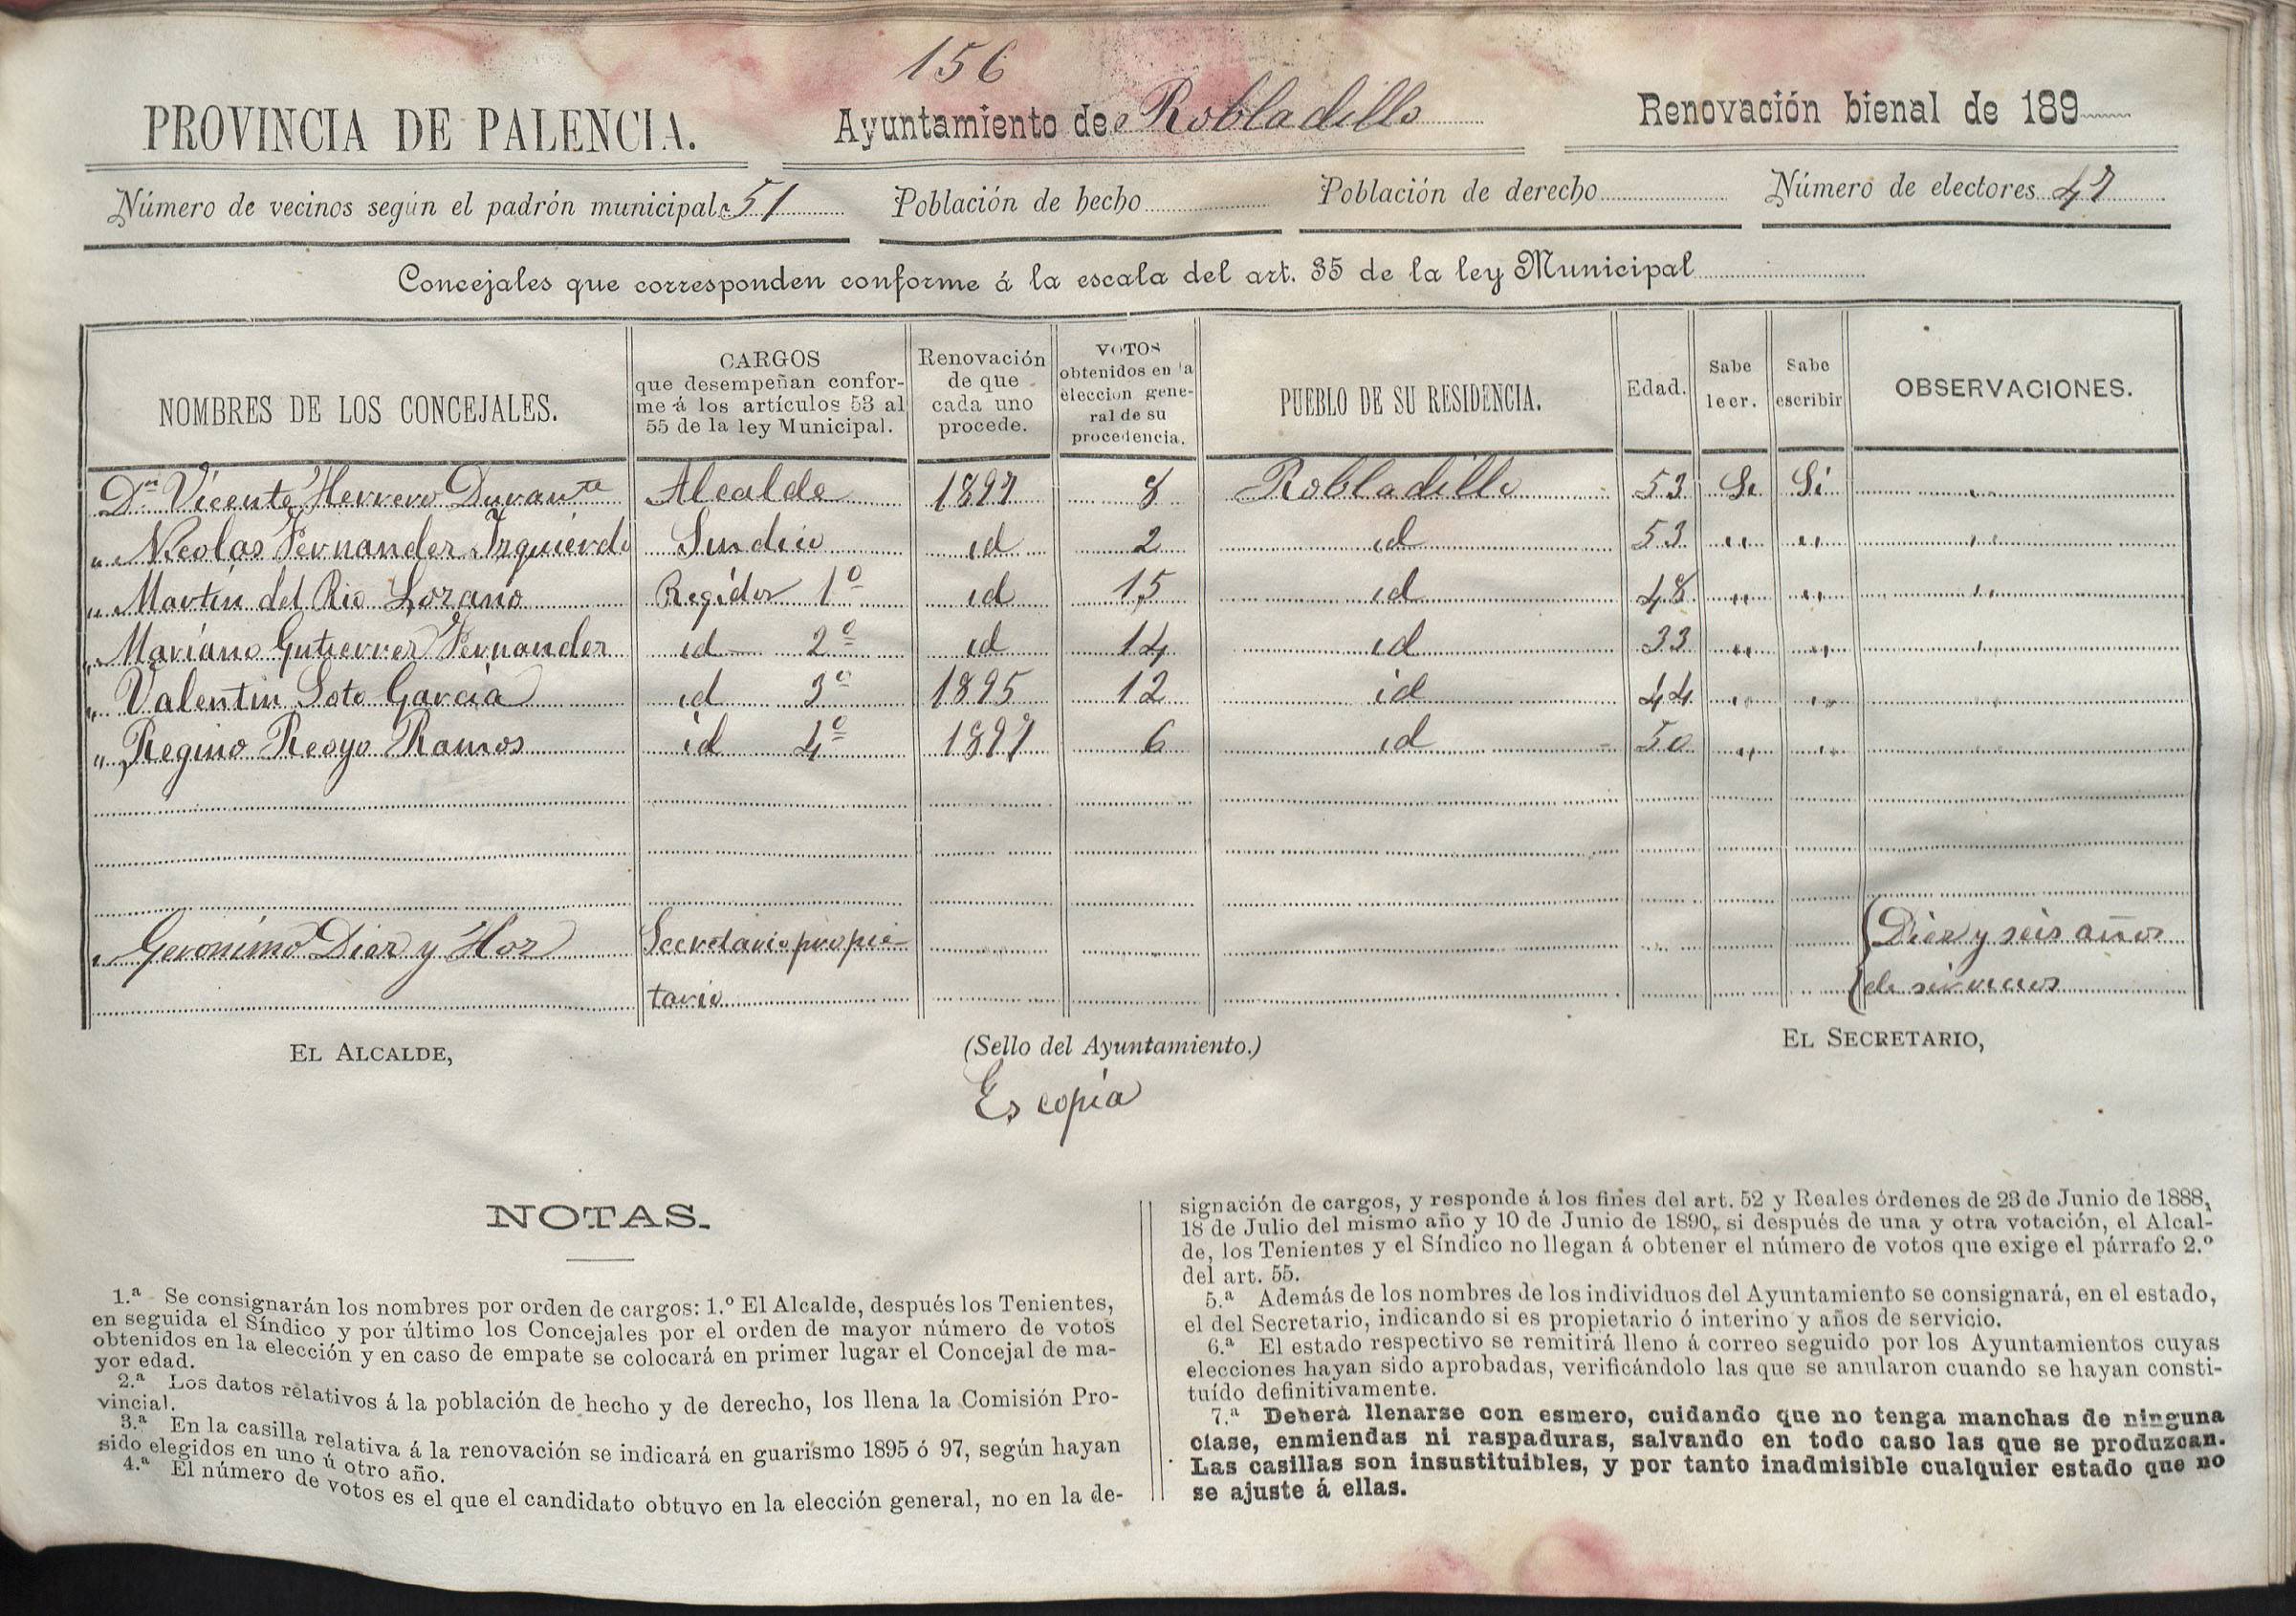 156
PROVINCIA DE PALENCIA.
Ayuntamiento de Robladillo
Renovación bienal de 189
Número de vecinos según el padrón municipal 51
Población de hecho
Población de derecho
Número de electores 47
Concejales que corresponden conforme á la escala del art. 35 de la ley Municipal
NOMBRES DE LOS CONCEJALES.
CARGOS
que desempeñan confor-
me á los artículos 53 al
55 de la ley Municipal.
Renovación
de que
cada uno
procede.
VOTOS
obtenidos en la
elección gene-
ral de su
procedencia.
PUEBLO DE SU RESIDENCIA.
Edad.
Sabe
leer.
Sabe
escribir
OBSERVACIONES.
Dn Vicente Herrero Durante Alcalde 1897 8 Robladillo 53 Si Si "
" Nicolas Fernandez Izquierdo Sindico id 2 id 53 " " "
" Martin del Rio Lozano Regidor 1º id 15 id 48 " " "
" Mariano Gutierrez Fernandez id 2º id 14 id 33 " " "
" Valentin Soto Garcia id 3º 1895 12 id 44 " " "
" Regino Reoyo Ramos id 4º 1897 6 id 50 " " "
" Geronimo Diez y Hoz Secretario propie- Diez y seis años
tario de servicios
EL ALCALDE,
(Sello del Ayuntamiento.)
EL SECRETARIO,
Es copia
NOTAS.
1.ª Se consignarán los nombres por orden de cargos: 1.º El Alcalde, después los Tenientes,
en seguida el Síndico y por último los Concejales por el orden de mayor número de votos
obtenidos en la elección y en caso de empate se colocará en primer lugar el Concejal de ma-
yor edad.
2.ª Los datos relativos á la población de hecho y de derecho, los llena la Comisión Pro-
vincial.
3.ª En la casilla relativa á la renovación se indicará en guarismo 1895 ó 97, según hayan
sido elegidos en uno ú otro año.
4.ª El número de votos es el que el candidato obtuvo en la elección general, no en la de-
signación de cargos, y responde á los fines del art. 52 y Reales órdenes de 23 de Junio de 1888,
18 de Julio del mismo año y 10 de Junio de 1890, si después de una y otra votación, el Alcal-
de, los Tenientes y el Síndico no llegan á obtener el número de votos que exige el párrafo 2.º
del art. 55.
5.ª Además de los nombres de los individuos del Ayuntamiento se consignará, en el estado,
el del Secretario, indicando si es propietario ó interino y años de servicio.
6.ª El estado respectivo se remitirá lleno á correo seguido por los Ayuntamientos cuyas
elecciones hayan sido aprobadas, verificándolo las que se anularon cuando se hayan consti-
tuído definitivamente.
7.ª Deberá llenarse con esmero, cuidando que no tenga manchas de ninguna
clase, enmiendas ni raspaduras, salvando en todo caso las que se produzcan.
Las casillas son insustituibles, y por tanto inadmisible cualquier estado que no
se ajuste á ellas.